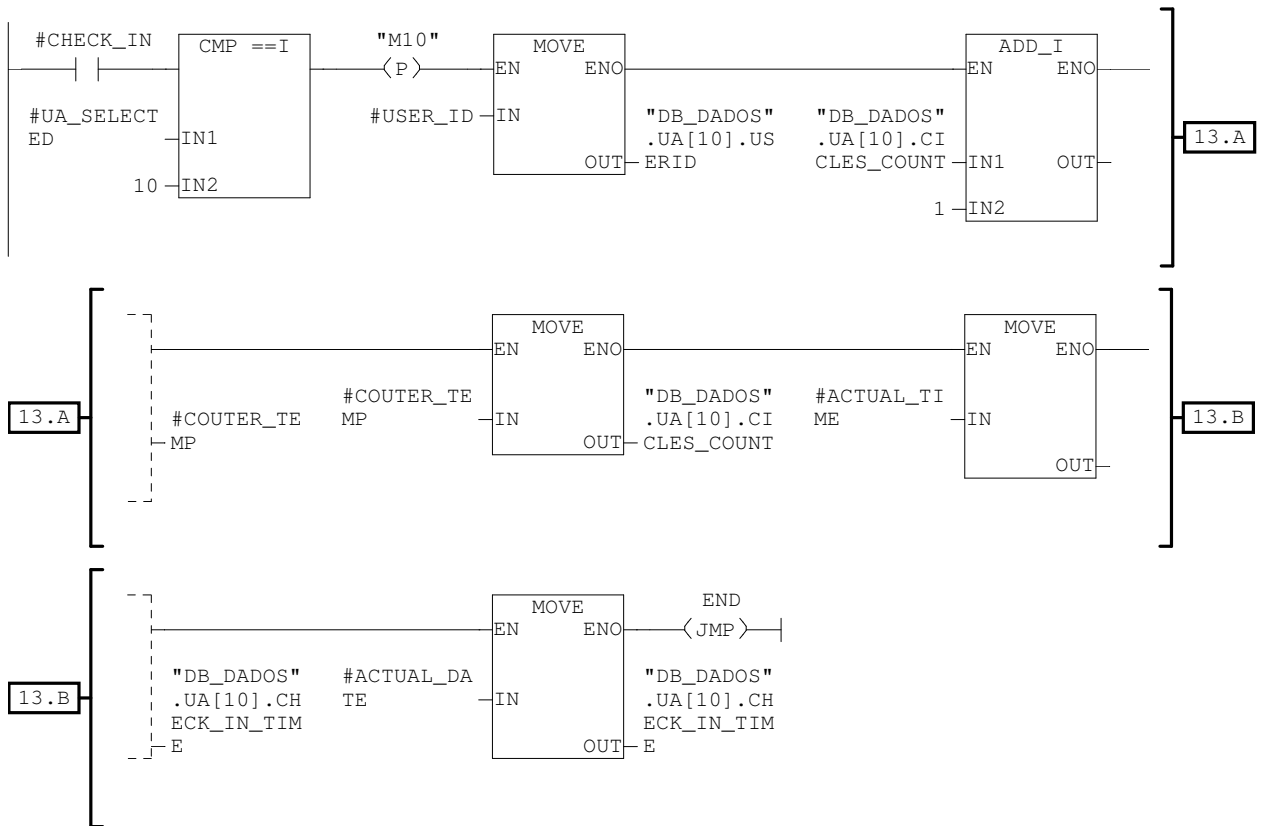 #CHECK_IN
CMP ==I
"M10"
P
MOVE
EN ENO
ADD_I
EN ENO
#UA_SELECT
ED
IN1
10 IN2
#USER_ID IN
OUT
"DB_DADOS"
.UA[10].US
ERID
"DB_DADOS"
.UA[10].CI
CLES_COUNT
IN1 OUT
1 IN2
13.A
13.A
#COUTER_TE
MP
#COUTER_TE
MP
MOVE
EN ENO
IN
OUT
"DB_DADOS"
.UA[10].CI
CLES_COUNT
#ACTUAL_TI
ME
MOVE
EN ENO
IN
OUT
13.B
13.B
"DB_DADOS"
.UA[10].CH
ECK_IN_TIM
E
#ACTUAL_DA
TE
MOVE
EN ENO
IN
OUT
END
JMP
"DB_DADOS"
.UA[10].CH
ECK_IN_TIM
E